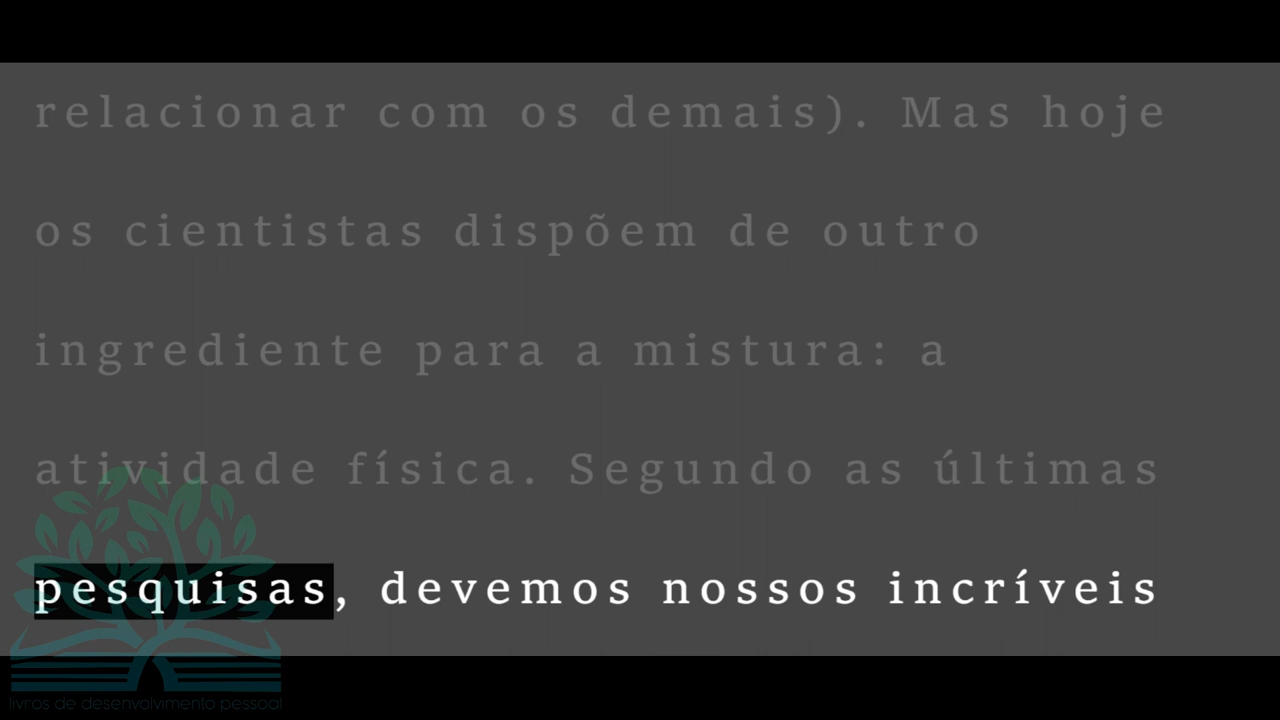 relacionar com os demais). Mas hoje
os cientistas dispõem de outro
ingrediente para a mistura: a
atividade física. Segundo as últimas
pesquisas, devemos nossos incríveis
livros de desenvolvimento pessoal